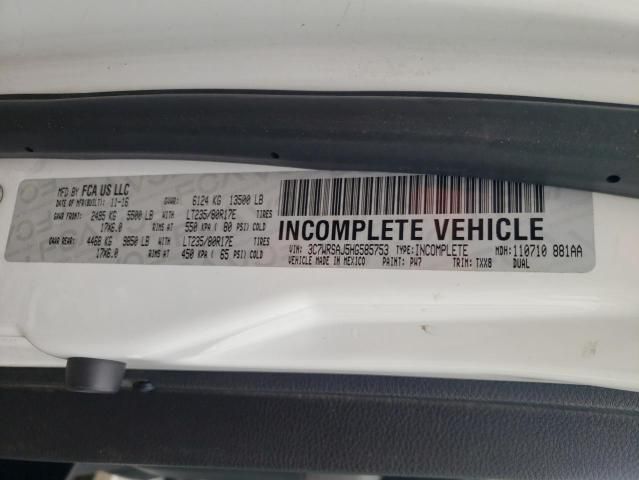 MFD BY FCA US LLC
DATE OF MFR(BUILT): 11-16 GVWR: 6124 KG 13500 LB
GAWR FRONT: 2495 KG 5500 LB WITH LT235/80R17E TIRES
17X6.0 RIMS AT 550 KPA ( 80 PSI) COLD
GWR REAR: 4468 KG 9850 LB WITH LT235/80R17E TIRES
17X6.0 RIMS AT 450 KPA ( 65 PSI) COLD
INCOMPLETE VEHICLE
VIN: 3C7WRSAJ5HG585753 TYPE: INCOMPLETE MDH: 110710 881AA
VEHICLE MADE IN MEXICO PAINT: PW7 TRIM: TXX8 DUAL